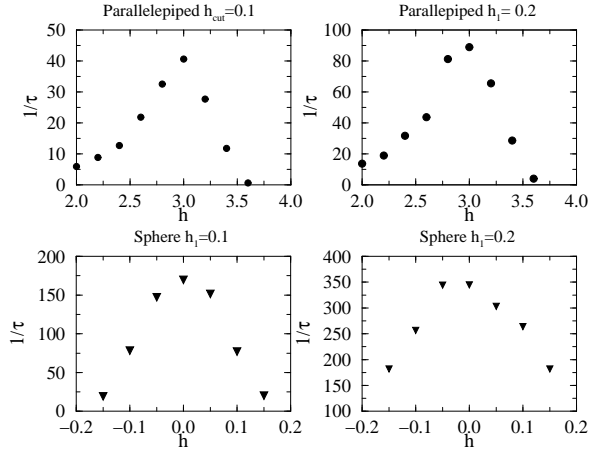 Parallelepiped h_cut=0.1
1/τ
50
40
30
20
10
0
2.0 2.5 3.0 3.5 4.0
h
Parallepiped h_1= 0.2
1/τ
100
80
60
40
20
0
2.0 2.5 3.0 3.5 4.0
h
Sphere h_1=0.1
1/τ
200
150
100
50
0
−0.2 −0.1 0.0 0.1 0.2
h
Sphere h_1=0.2
1/τ
400
350
300
250
200
150
100
−0.2 −0.1 0.0 0.1 0.2
h